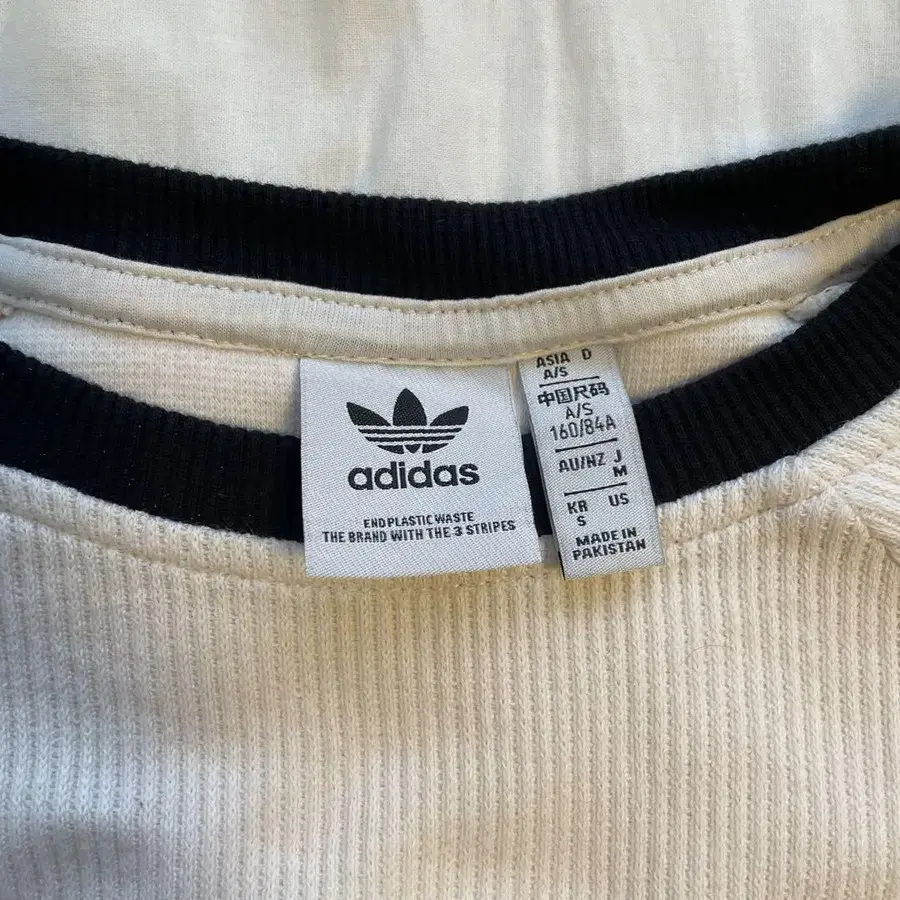 adidas
END PLASTIC WASTE
THE BRAND WITH THE 3 STRIPES
ASIA D
A/S
中国尺码
A/S
160/84A
AU/NZ J
M
KR US
S
MADE IN
PAKISTAN